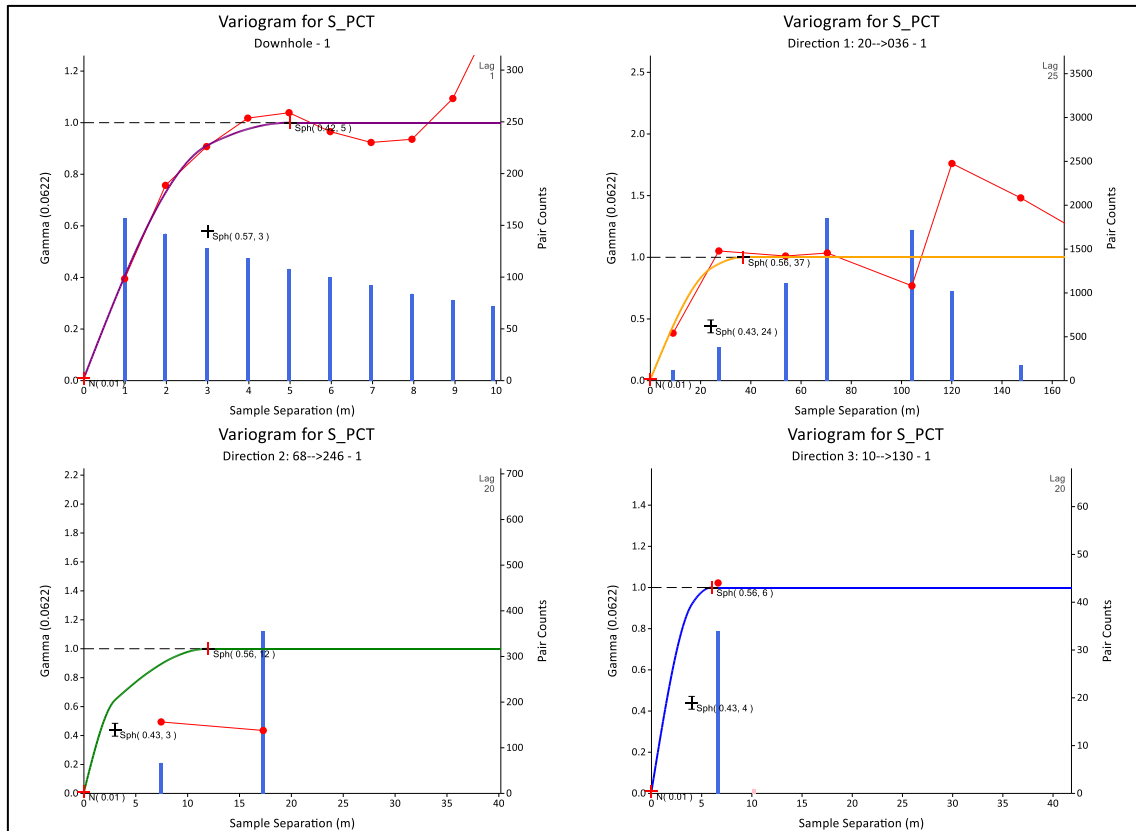 Variogram for S_PCT
Downhole - 1
Lag
1
1.2
1.0
0.8
0.6
0.4
0.2
0.0
Gamma (0.0622)
300
250
200
150
100
50
0
Pair Counts
Sph( 0.42, 5 )
Sph( 0.57, 3 )
N( 0.01 )
0 1 2 3 4 5 6 7 8 9 10
Sample Separation (m)
Variogram for S_PCT
Direction 1: 20-->036 - 1
Lag
25
2.5
2.0
1.5
1.0
0.5
0.0
Gamma (0.0622)
3500
3000
2500
2000
1500
1000
500
0
Pair Counts
Sph( 0.56, 37 )
Sph( 0.43, 24 )
N( 0.01 )
0 20 40 60 80 100 120 140 160
Sample Separation (m)
Variogram for S_PCT
Direction 2: 68-->246 - 1
Lag
20
2.2
2.0
1.8
1.6
1.4
1.2
1.0
0.8
0.6
0.4
0.2
0.0
Gamma (0.0622)
700
600
500
400
300
200
100
0
Pair Counts
Sph( 0.56, 12 )
Sph( 0.43, 3 )
N( 0.01 )
0 5 10 15 20 25 30 35 40
Sample Separation (m)
Variogram for S_PCT
Direction 3: 10-->130 - 1
Lag
20
1.4
1.2
1.0
0.8
0.6
0.4
0.2
0.0
Gamma (0.0622)
60
50
40
30
20
10
0
Pair Counts
Sph( 0.56, 6 )
Sph( 0.43, 4 )
N( 0.01 )
0 5 10 15 20 25 30 35 40
Sample Separation (m)